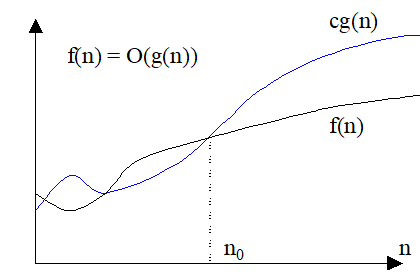 cg(n)
f(n) = O(g(n))
f(n)
n₀
n